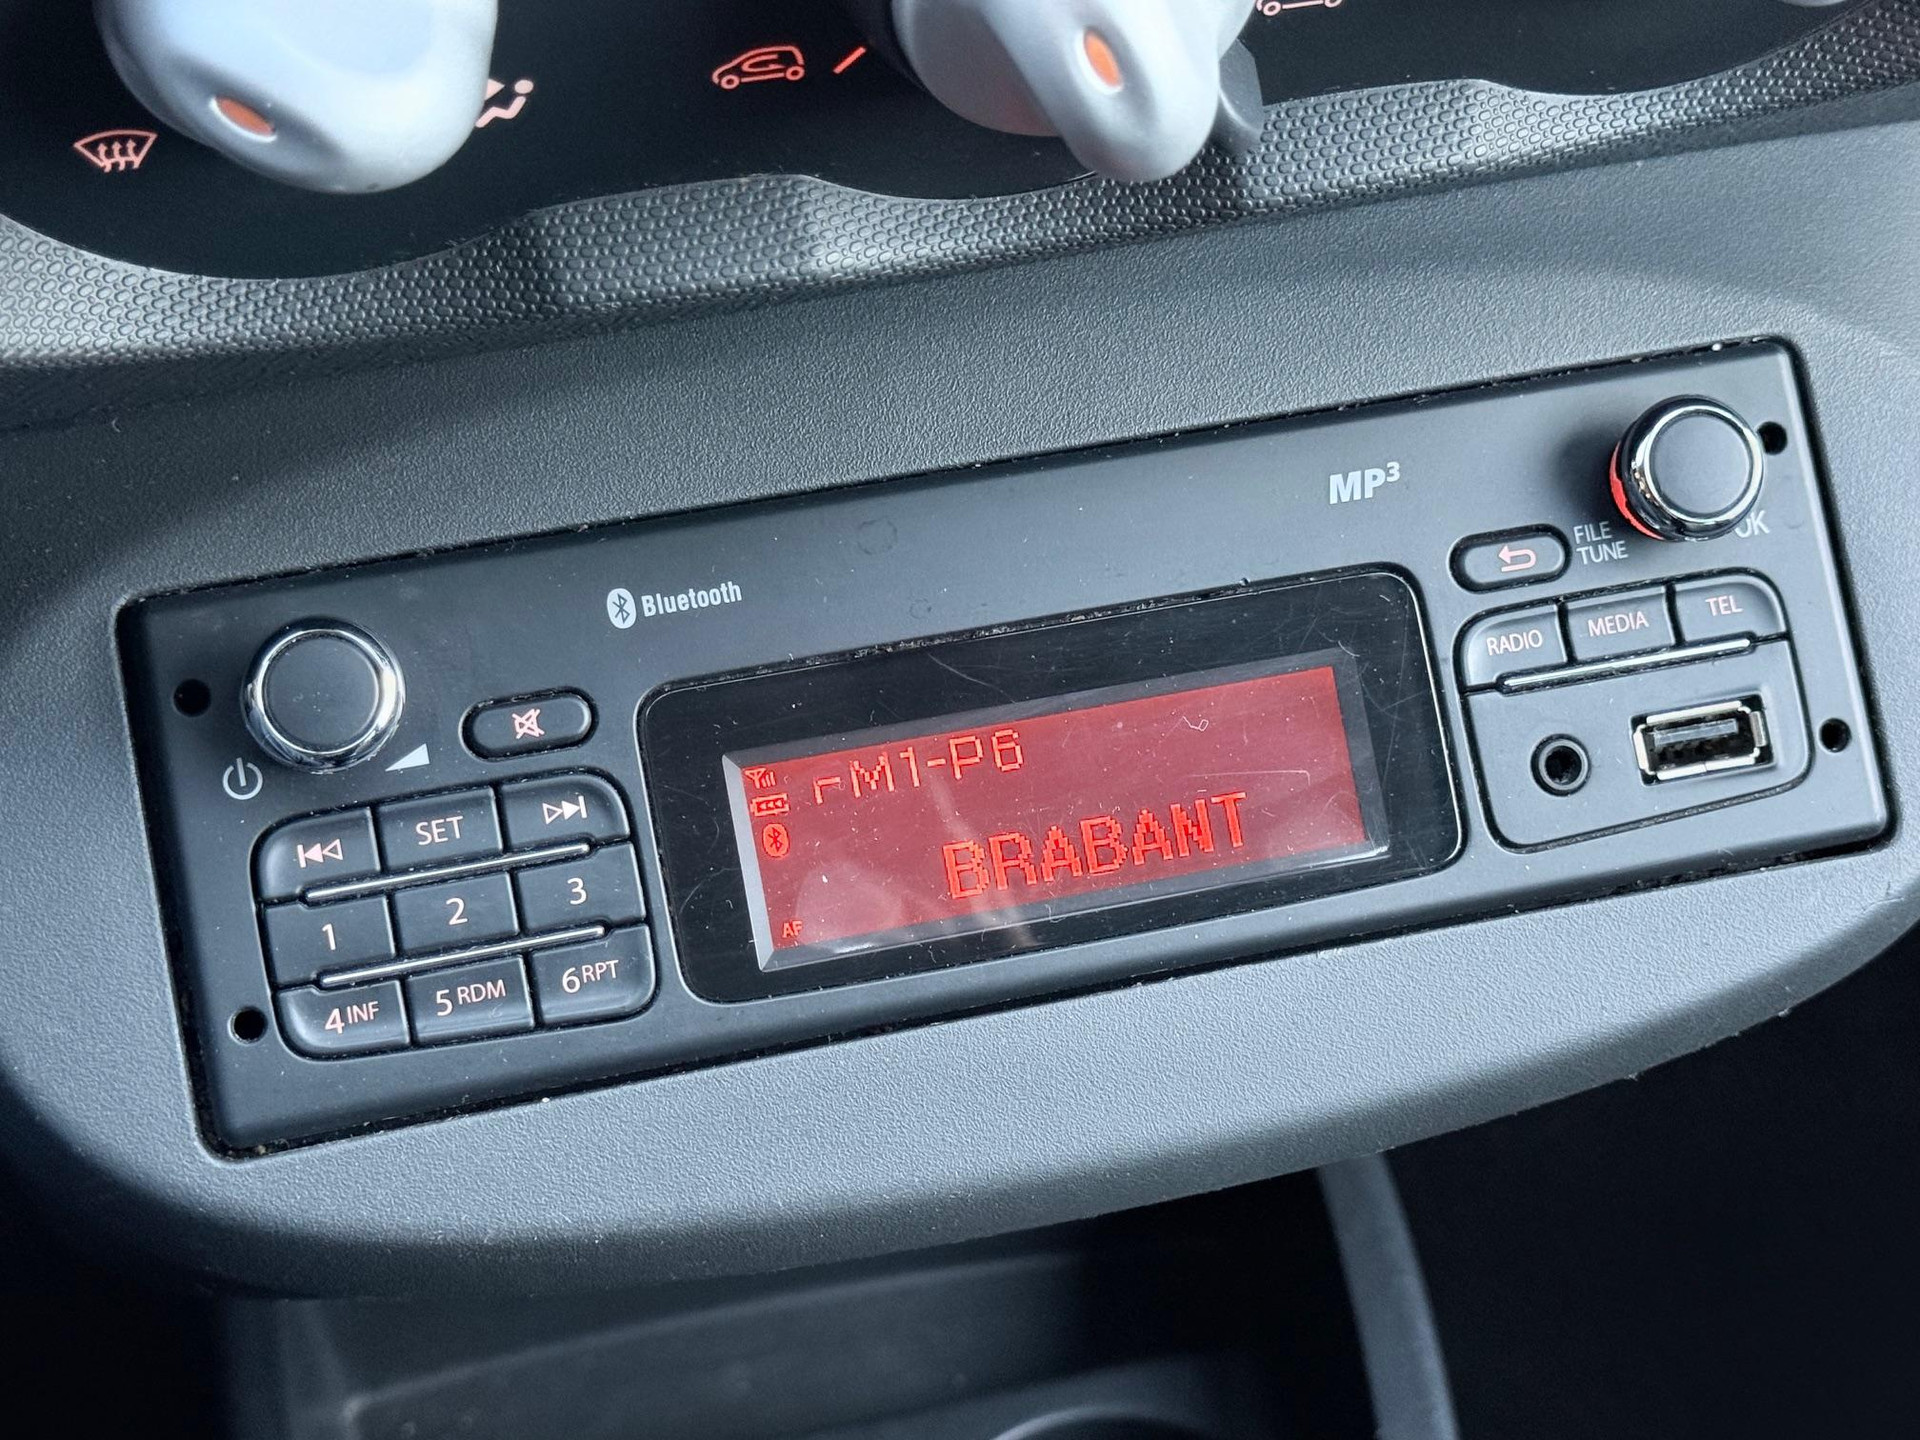 MP3
Bluetooth
FILE
TUNE
OK
RADIO
MEDIA
TEL
FM1-P6
BRABANT
AF
SET
1
2
3
4 INF
5 RDM
6 RPT